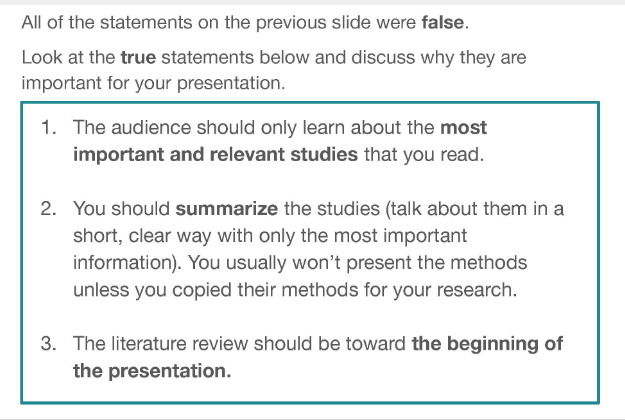 All of the statements on the previous slide were false.
Look at the true statements below and discuss why they are
important for your presentation.
1. The audience should only learn about the most
important and relevant studies that you read.
2. You should summarize the studies (talk about them in a
short, clear way with only the most important
information). You usually won’t present the methods
unless you copied their methods for your research.
3. The literature review should be toward the beginning of
the presentation.